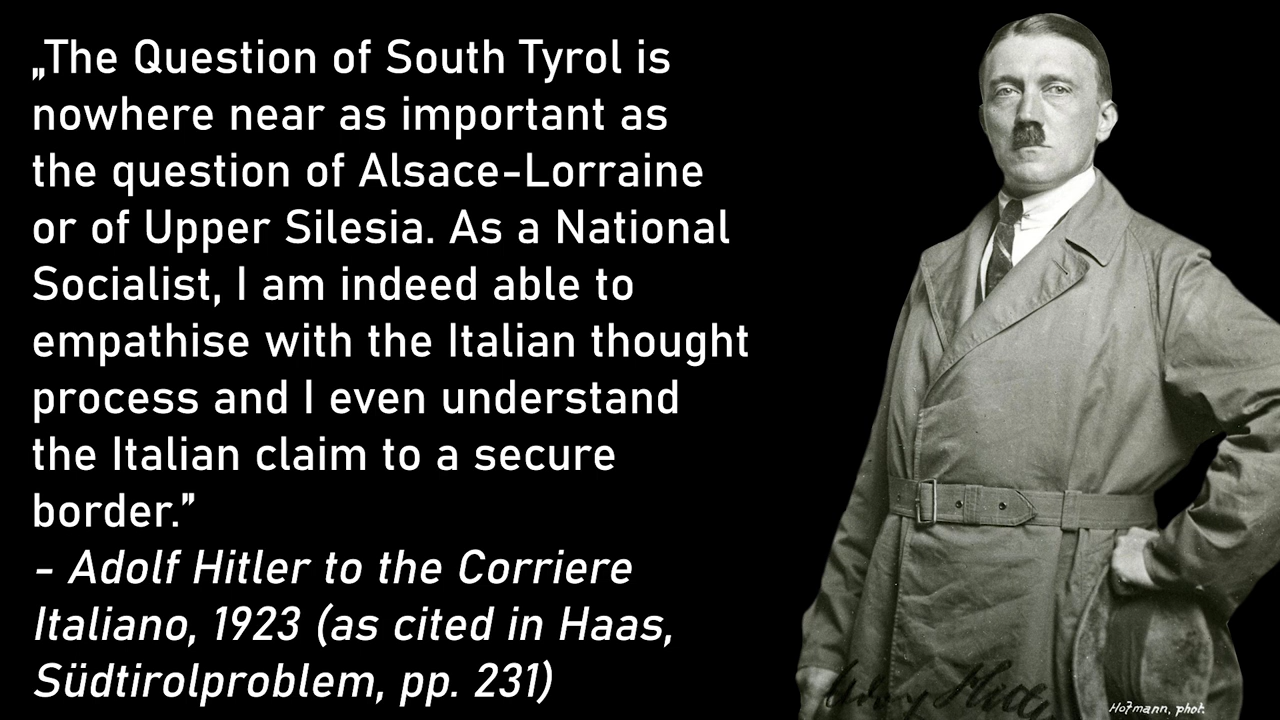 „The Question of South Tyrol is
nowhere near as important as
the question of Alsace-Lorraine
or of Upper Silesia. As a National
Socialist, I am indeed able to
empathise with the Italian thought
process and I even understand
the Italian claim to a secure
border.”
- Adolf Hitler to the Corriere
Italiano, 1923 (as cited in Haas,
Südtirolproblem, pp. 231)
Hofmann, phot.